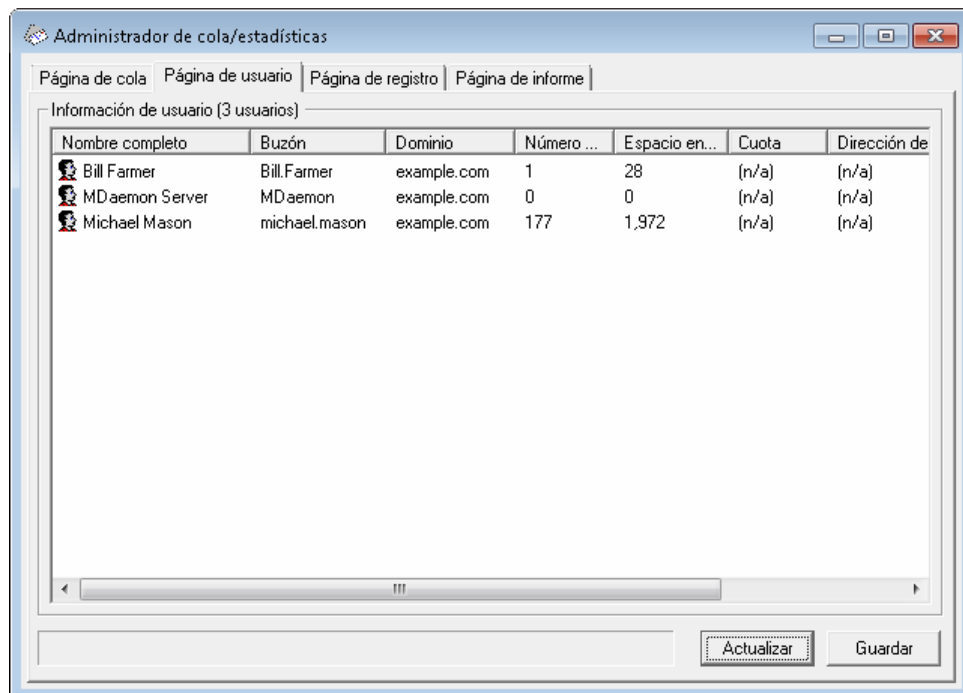 Administrador de cola/estadísticas
Página de cola Página de usuario Página de registro Página de informe
Información de usuario (3 usuarios)
Nombre completo Buzón Dominio Número ... Espacio en... Cuota Dirección de
Bill Farmer Bill.Farmer example.com 1 28 (n/a) (n/a)
MDaemon Server MDaemon example.com 0 0 (n/a) (n/a)
Michael Mason michael.mason example.com 177 1,972 (n/a) (n/a)
Actualizar Guardar